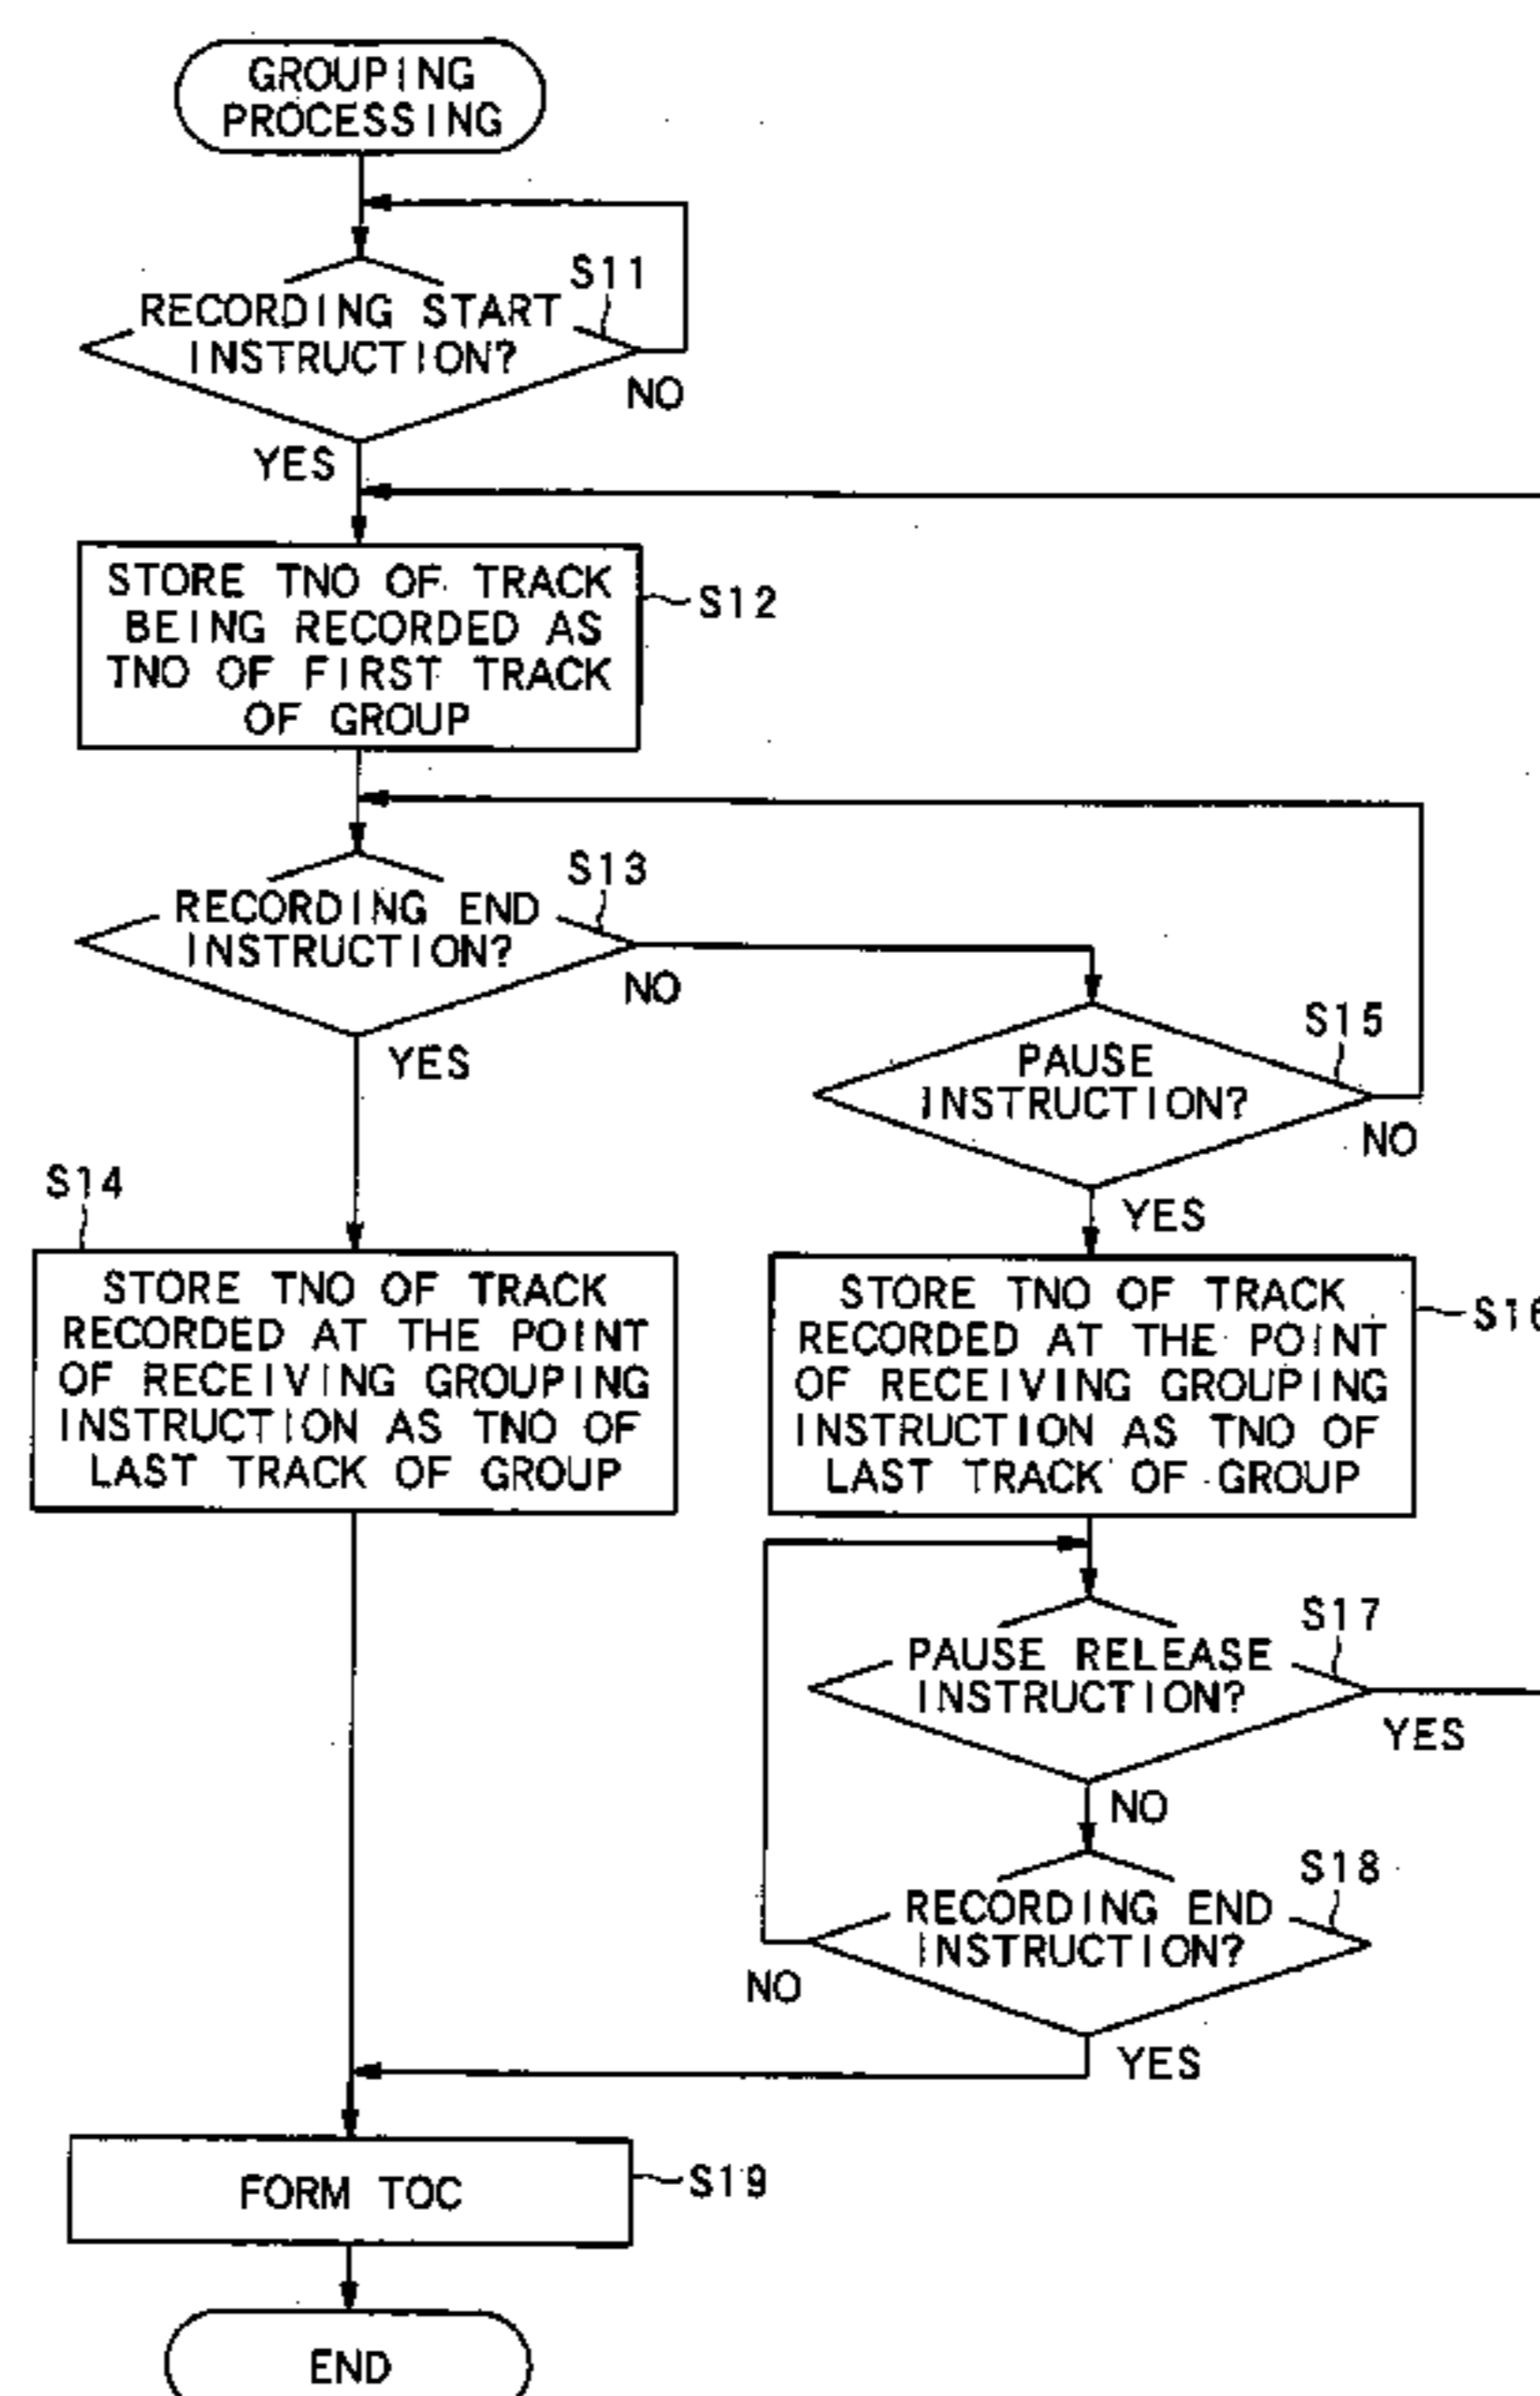 GROUPING
PROCESSING
S11
RECORDING START
INSTRUCTION?
NO
YES
STORE TNO OF TRACK
BEING RECORDED AS
TNO OF FIRST TRACK
OF GROUP
S12
S13
RECORDING END
INSTRUCTION?
NO
YES
S15
PAUSE
INSTRUCTION?
NO
YES
S14
STORE TNO OF TRACK
RECORDED AT THE POINT
OF RECEIVING GROUPING
INSTRUCTION AS TNO OF
LAST TRACK OF GROUP
STORE TNO OF TRACK
RECORDED AT THE POINT
OF RECEIVING GROUPING
INSTRUCTION AS TNO OF
LAST TRACK OF GROUP
S16
S17
PAUSE RELEASE
INSTRUCTION?
YES
NO
S18
RECORDING END
INSTRUCTION?
NO
YES
FORM TOC
S19
END